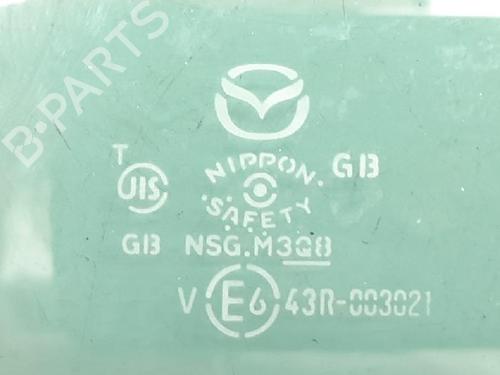 B-PARTS
T
JIS
NIPPON.
GB
SAFETY
GB NSG.M3Q8
V E6 43R-003021